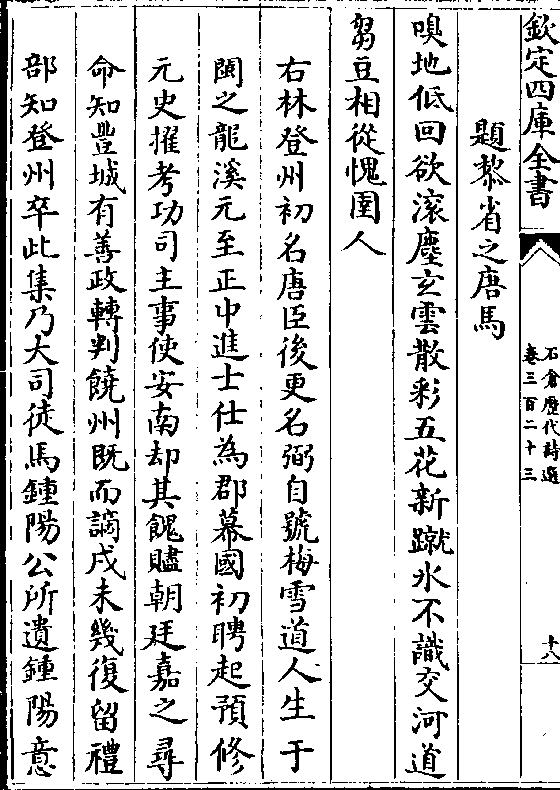 欽定四庫全書
石倉歷代詩選
卷三百二十三
十八
題黎省之唐馬
嗅地低回欲滚塵玄雲散彩五花新蹴氷不識交河道
芻豆相從愧圉人
右林登州初名唐臣後更名弼自號梅雪道人生于
閩之龍溪元至正中進士仕為郡幕國初聘起預修
元史擢考功司主事使安南却其餽贐朝廷嘉之尋
命知豐城有善政轉判饒州既而謫戍未幾復留禮
部知登州卒此集乃大司徒馬鍾陽公所遺鍾陽意